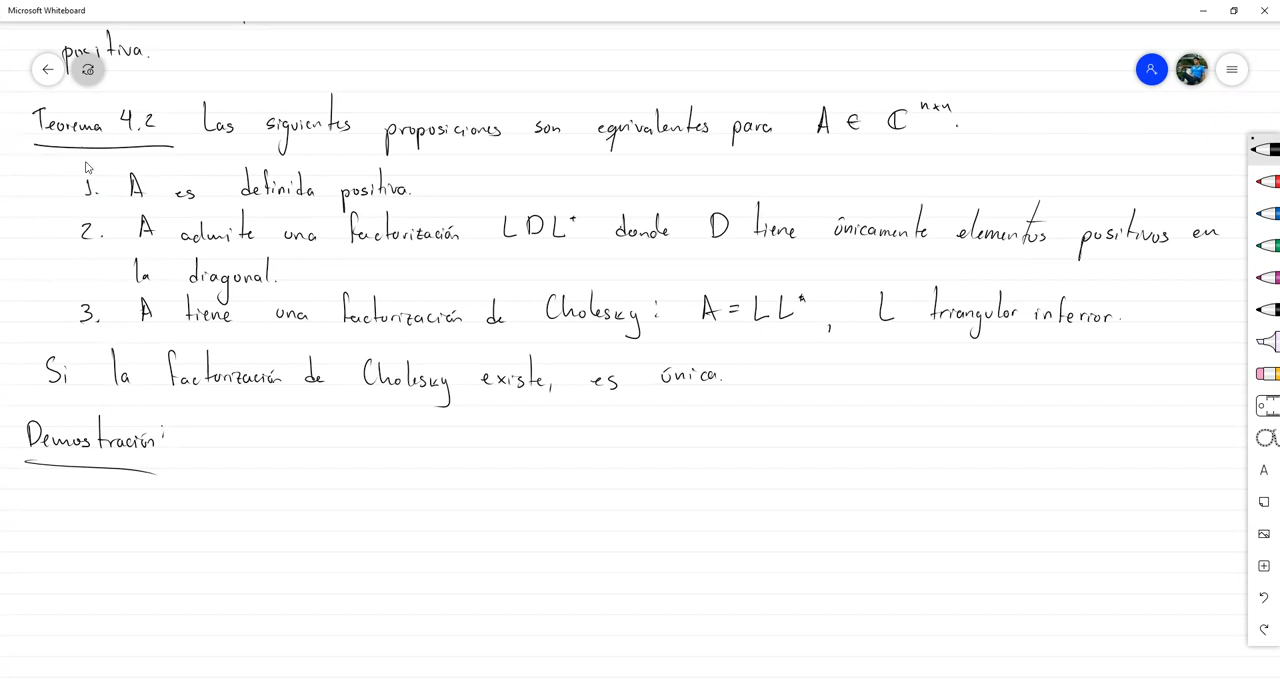 Microsoft Whiteboard
positiva.
Teorema 4.2 Las siguientes proposiciones son equivalentes para A ∈ ℂ^{n×n}.
1. A es definida positiva.
2. A admite una factorización LDL* donde D tiene únicamente elementos positivos en
la diagonal.
3. A tiene una factorización de Cholesky: A = LL*, L triangular inferior.
Si la factorización de Cholesky existe, es única.
Demostración:
A